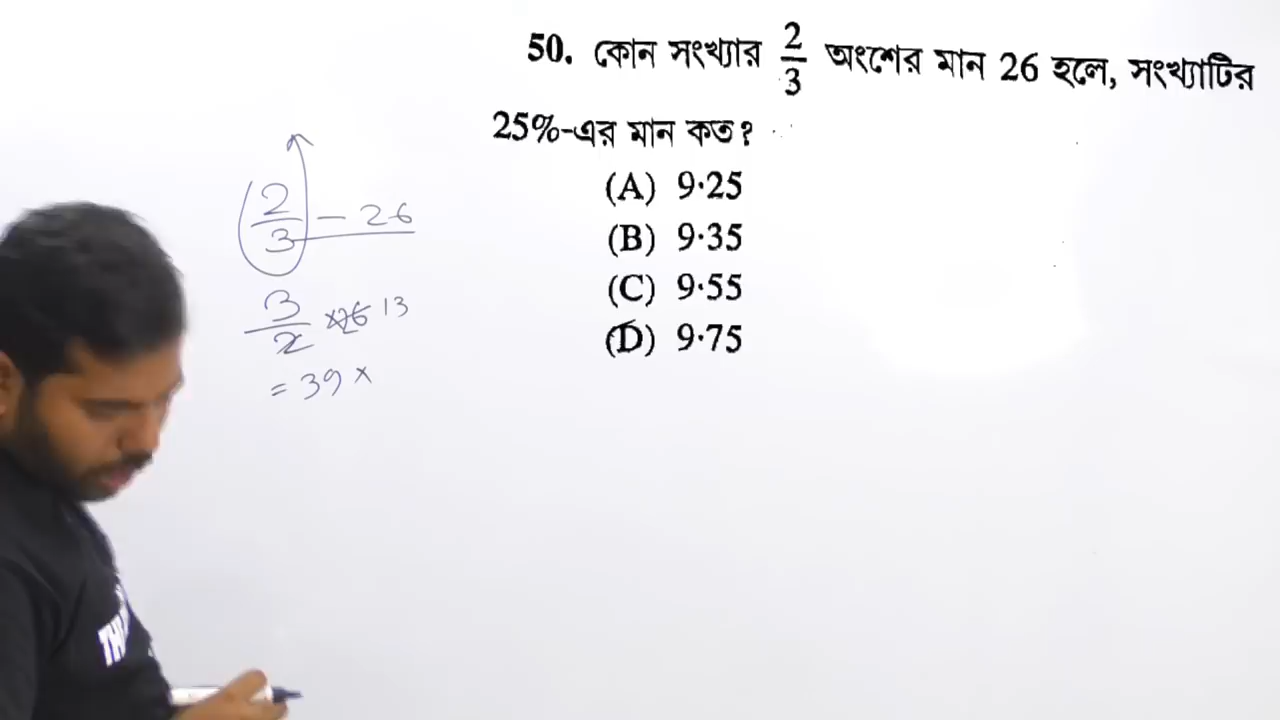 50. কোন সংখ্যার 2/3 অংশের মান 26 হলে, সংখ্যাটির
25%-এর মান কত?
(A) 9·25
(B) 9·35
(C) 9·55
(D) 9·75
2/3 — 26
3/2 ×26 13
= 39 ×